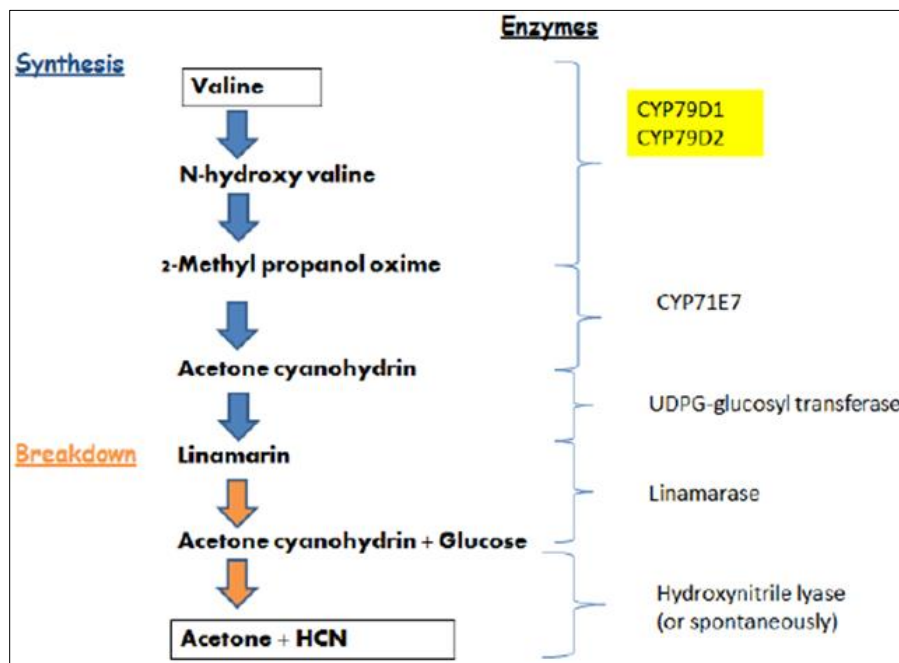 Enzymes
Synthesis
Valine
CYP79D1
CYP79D2
N-hydroxy valine
2-Methyl propanol oxime
CYP71E7
Acetone cyanohydrin
UDPG-glucosyl transferase
Breakdown
Linamarin
Linamarase
Acetone cyanohydrin + Glucose
Hydroxynitrile lyase
(or spontaneously)
Acetone + HCN